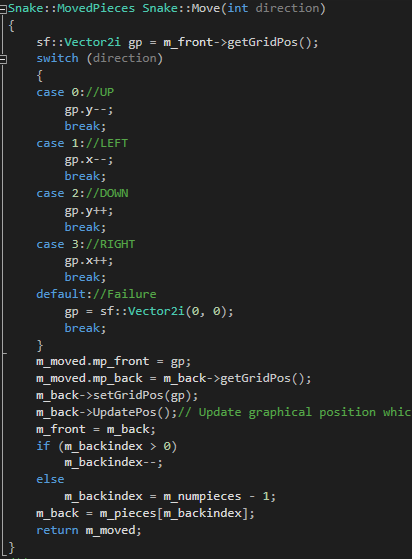 Snake::MovedPieces Snake::Move(int direction)
{
    sf::Vector2i gp = m_front->getGridPos();
    switch (direction)
    {
    case 0://UP
        gp.y--;
        break;
    case 1://LEFT
        gp.x--;
        break;
    case 2://DOWN
        gp.y++;
        break;
    case 3://RIGHT
        gp.x++;
        break;
    default://Failure
        gp = sf::Vector2i(0, 0);
        break;
    }
    m_moved.mp_front = gp;
    m_moved.mp_back = m_back->getGridPos();
    m_back->setGridPos(gp);
    m_back->UpdatePos();// Update graphical position whic
    m_front = m_back;
    if (m_backindex > 0)
        m_backindex--;
    else
        m_backindex = m_numpieces - 1;
    m_back = m_pieces[m_backindex];
    return m_moved;
}